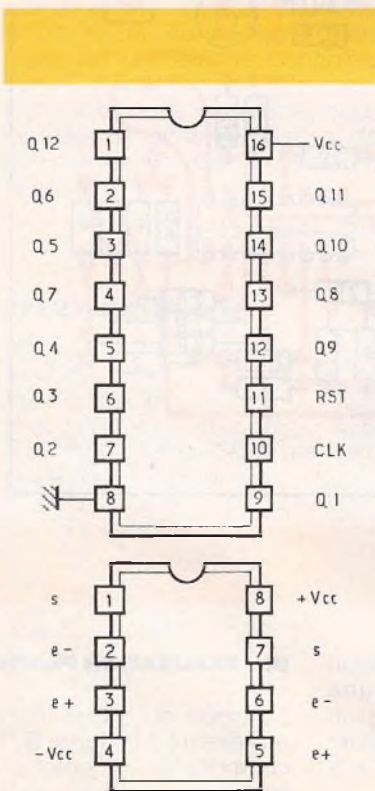 Q12 1 16 Vcc
Q6 2 15 Q11
Q5 3 14 Q10
Q7 4 13 Q8
Q4 5 12 Q9
Q3 6 11 RST
Q2 7 10 CLK
8 9 Q1
s 1 8 +Vcc
e- 2 7 s
e+ 3 6 e-
-Vcc 4 5 e+